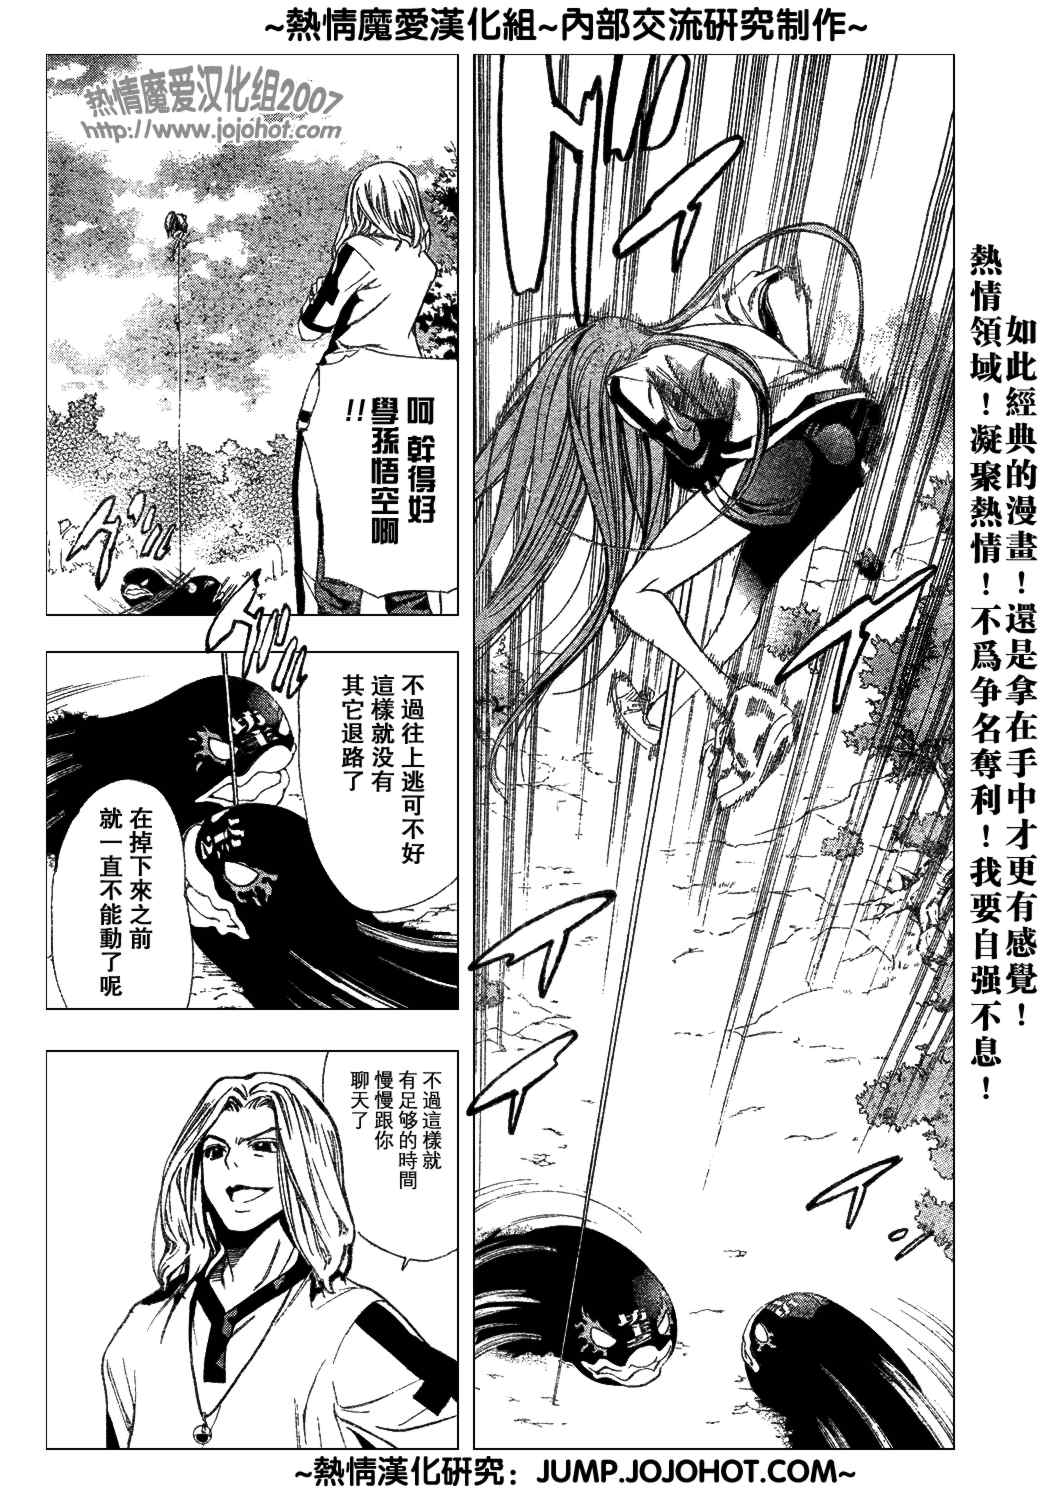 ~熱情魔愛漢化組~內部交流研究制作~
熱情魔爱汉化组2007
http://www.jojohot.com
如此經典的漫畫！還是拿在手中才更有感覺！
熱情領域！凝聚熱情！不爲争名奪利！我要自强不息！
呵 幹得好
學孫悟空啊
!!
不過往上逃可不好
這樣就没有
其它退路了
在掉下來之前
就一直不能動了呢
不過這樣就
有足够的時間
慢慢跟你
聊天了
~熱情漢化研究：JUMP.JOJOHOT.COM~